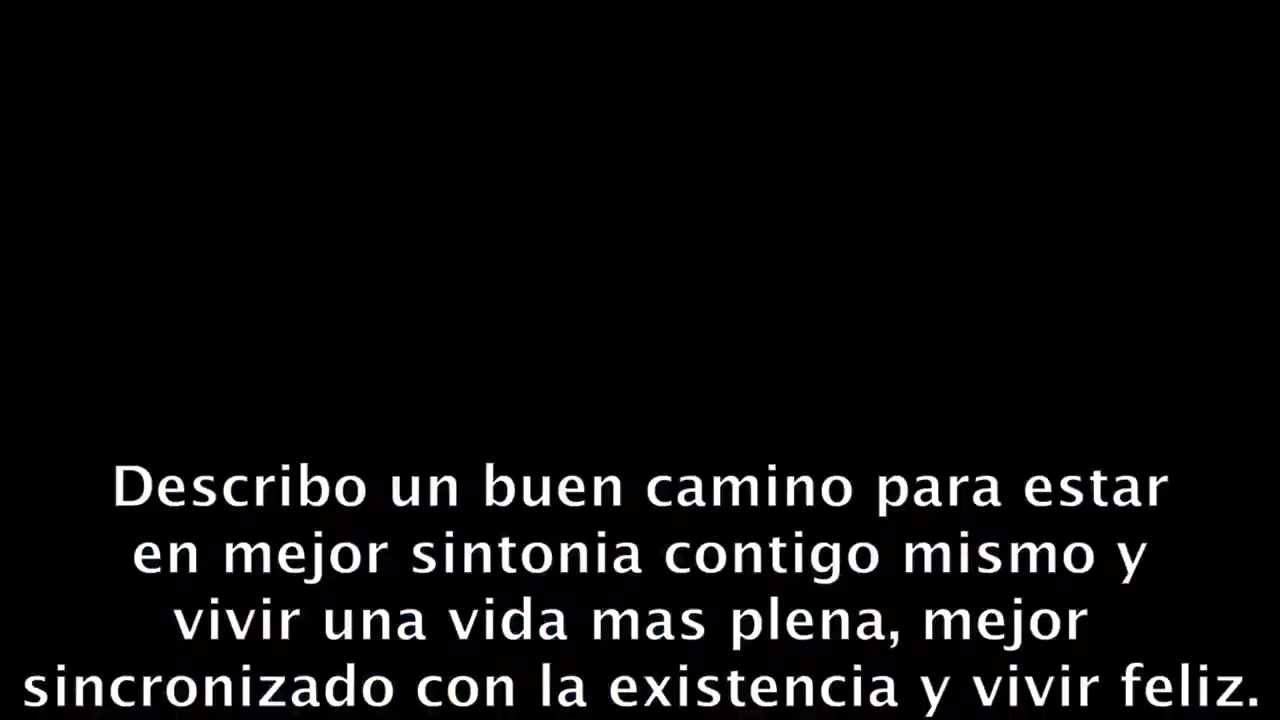 Describo un buen camino para estar
en mejor sintonia contigo mismo y
vivir una vida mas plena, mejor
sincronizado con la existencia y vivir feliz.